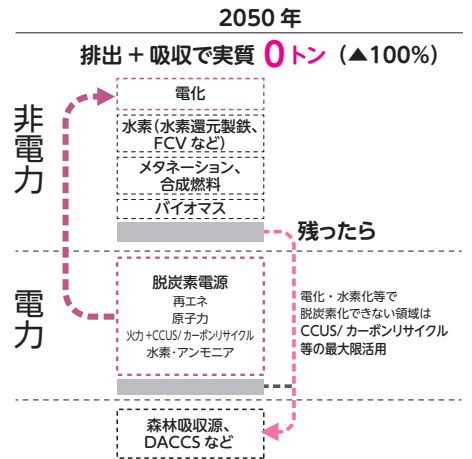 2050 年
排出 + 吸収で実質 0 トン (▲100%)
非電力
電化
水素(水素還元製鉄、
FCV など)
メタネーション、
合成燃料
バイオマス
残ったら
電力
脱炭素電源
再エネ
原子力
火力+CCUS/カーボンリサイクル
水素・アンモニア
電化・水素化等で
脱炭素化できない領域は
CCUS/カーボンリサイクル
等の最大限活用
森林吸収源、
DACCS など